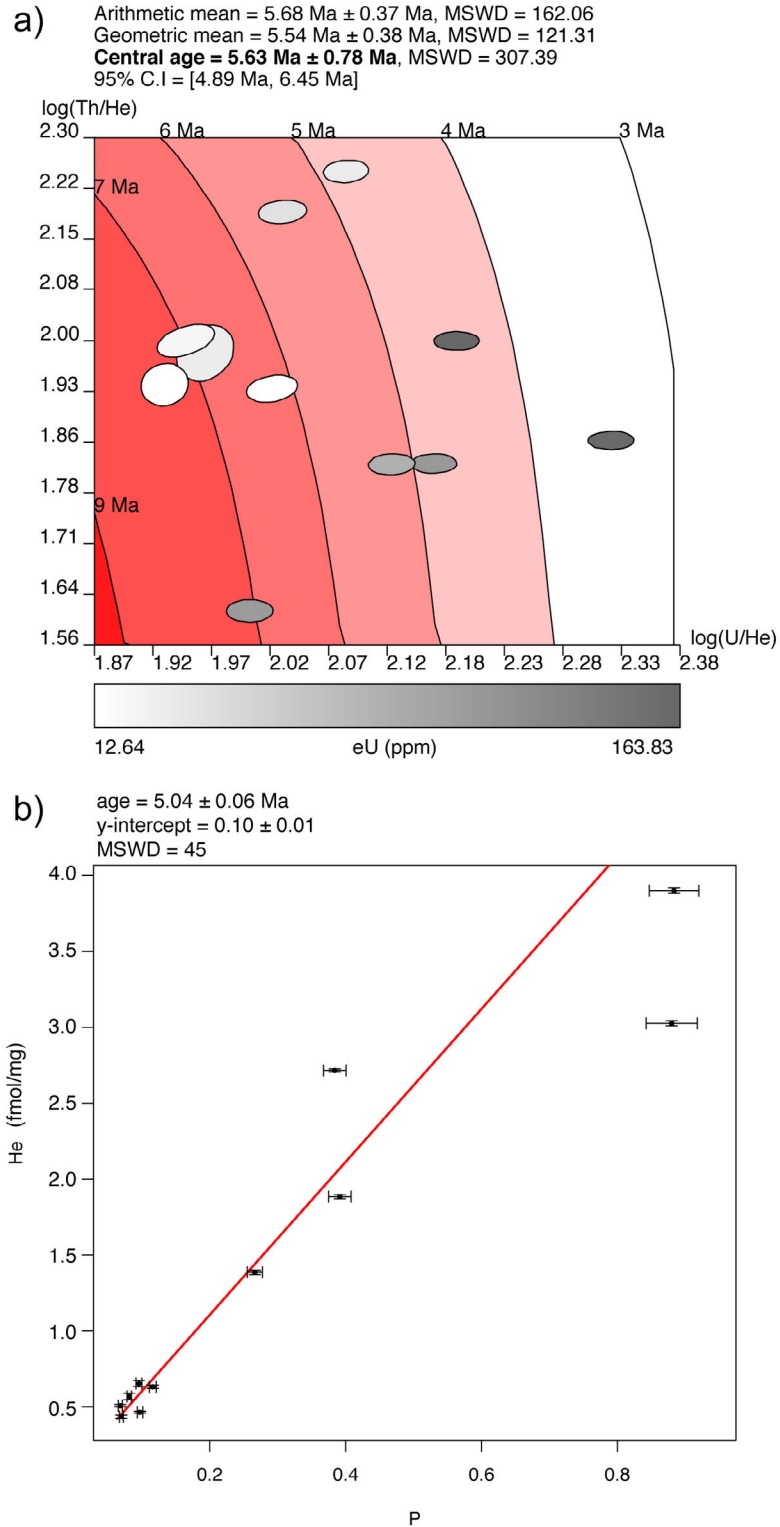 a)
Arithmetic mean = 5.68 Ma ± 0.37 Ma, MSWD = 162.06
Geometric mean = 5.54 Ma ± 0.38 Ma, MSWD = 121.31
Central age = 5.63 Ma ± 0.78 Ma, MSWD = 307.39
95% C.I = [4.89 Ma, 6.45 Ma]
log(Th/He)
6 Ma 5 Ma 4 Ma 3 Ma
2.30
2.22
7 Ma
2.15
2.08
2.00
1.93
1.86
1.78
9 Ma
1.71
1.64
1.56
log(U/He)
1.87 1.92 1.97 2.02 2.07 2.12 2.18 2.23 2.28 2.33 2.38
12.64 eU (ppm) 163.83
b)
age = 5.04 ± 0.06 Ma
y-intercept = 0.10 ± 0.01
MSWD = 45
4.0
3.5
3.0
2.5
2.0
1.5
1.0
0.5
He (fmol/mg)
0.2 0.4 0.6 0.8
P